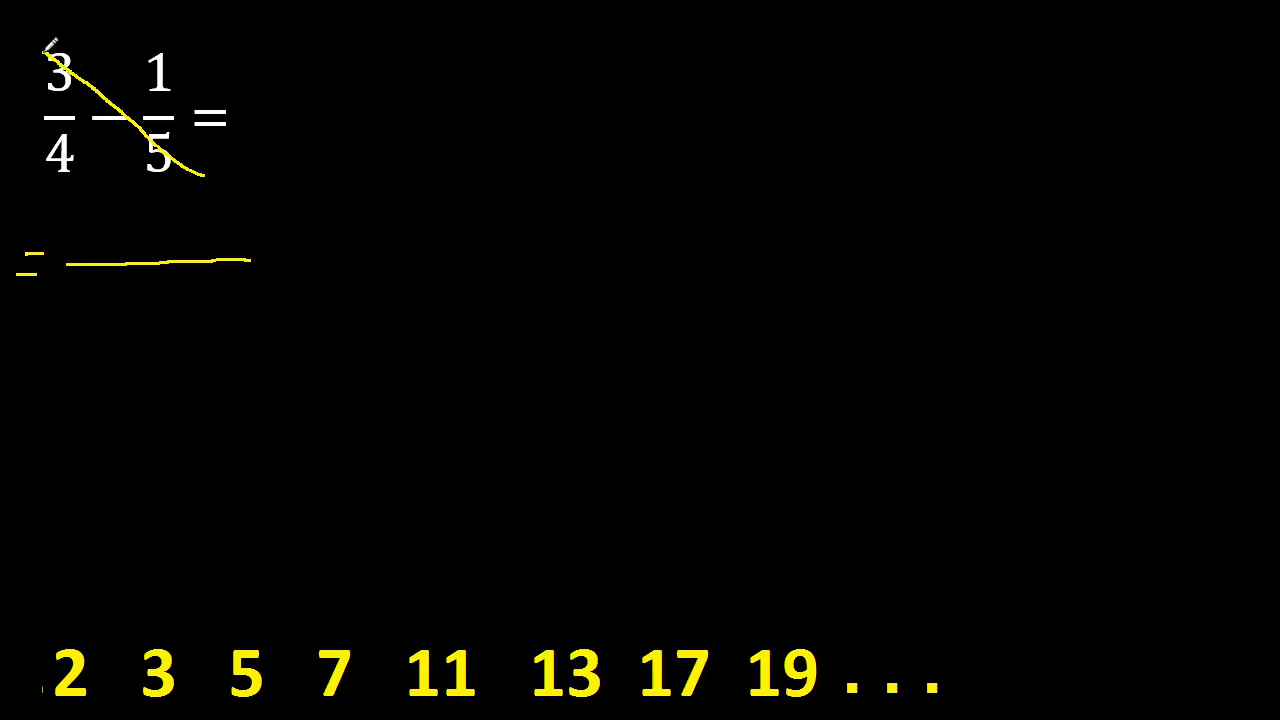 3/4 − 1/5 =
=
2 3 5 7 11 13 17 19 . . .